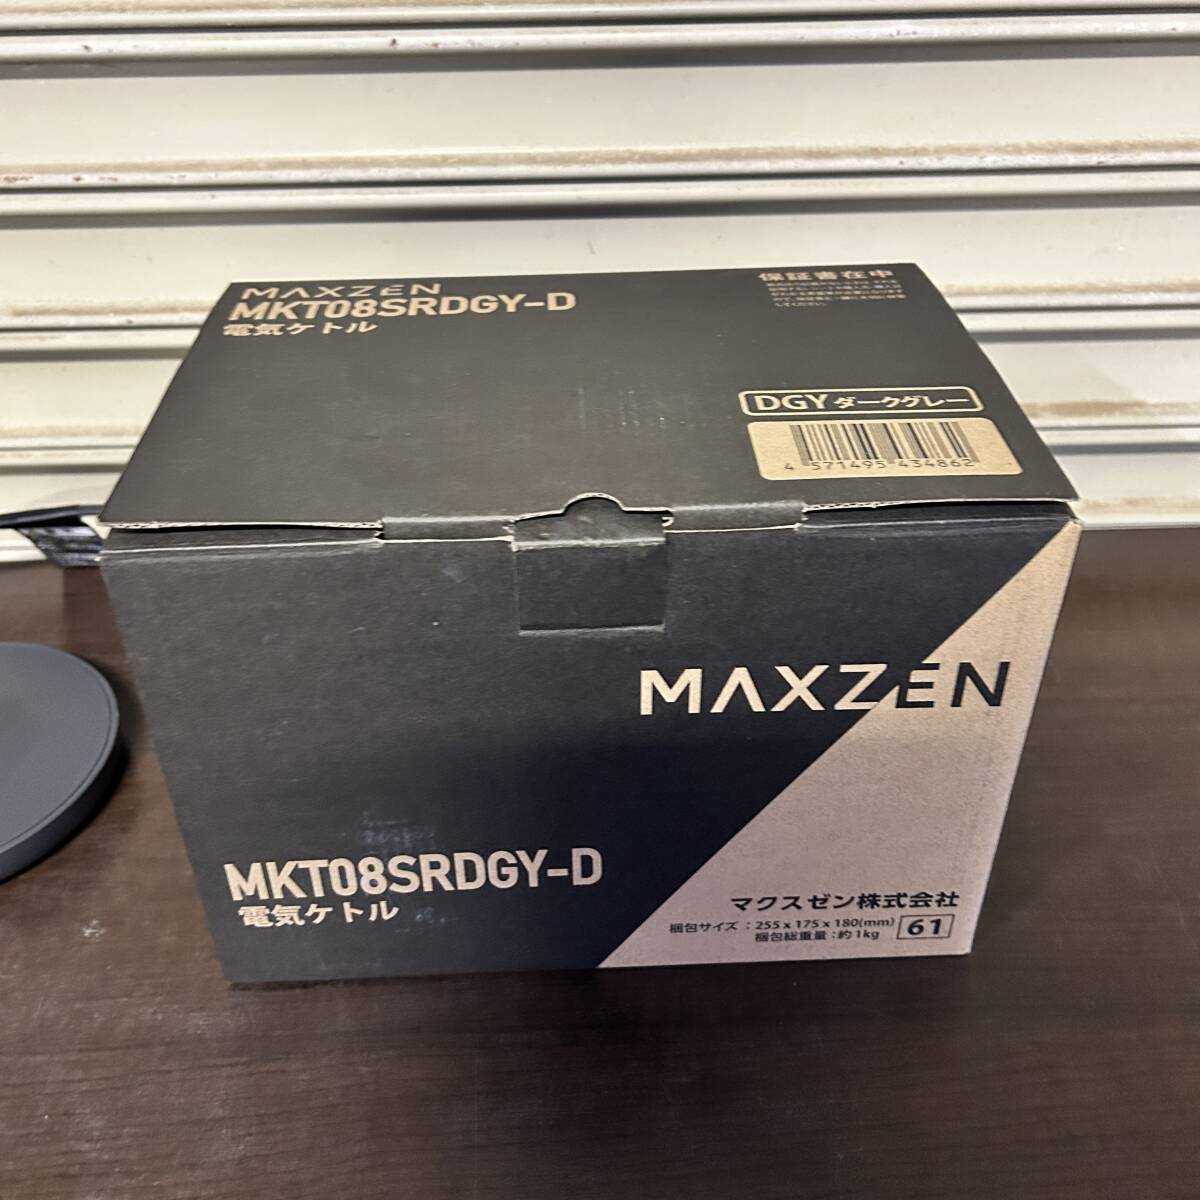 MAXZEN
MKT08SRDGY-D
電気ケトル
保証書在中
DGY ダークグレー
4 571495 434862
MAXZEN
MKT08SRDGY-D
電気ケトル
マクスゼン株式会社
梱包サイズ：255 x 175 x 180(mm)
梱包総重量：約1kg
61